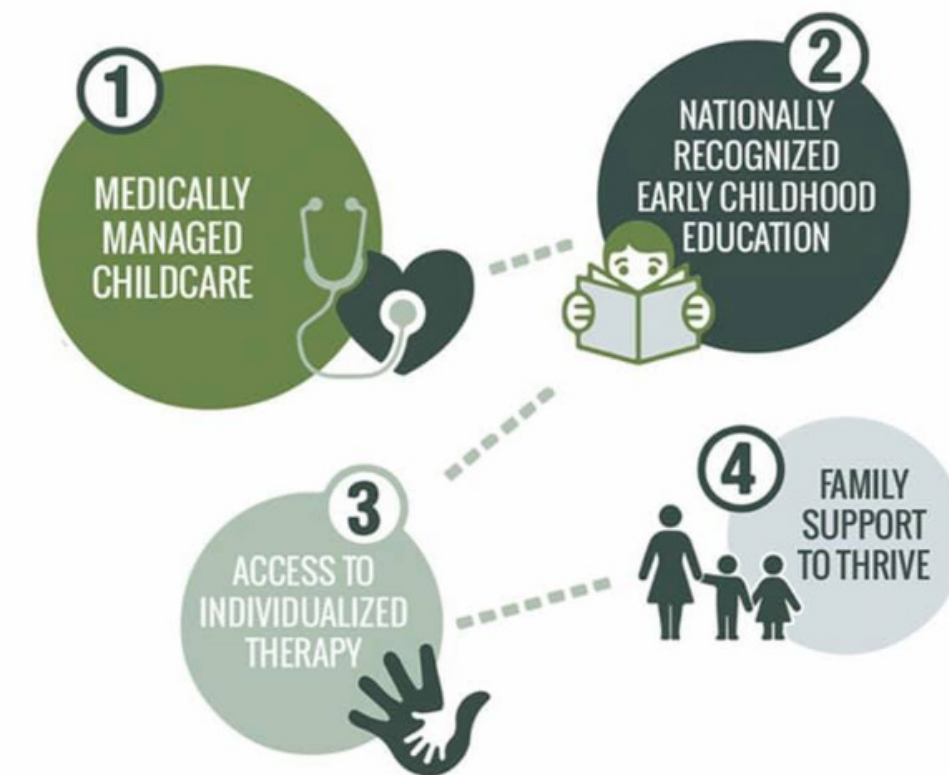 1
MEDICALLY
MANAGED
CHILDCARE
2
NATIONALLY
RECOGNIZED
EARLY CHILDHOOD
EDUCATION
3
ACCESS TO
INDIVIDUALIZED
THERAPY
4
FAMILY
SUPPORT
TO THRIVE